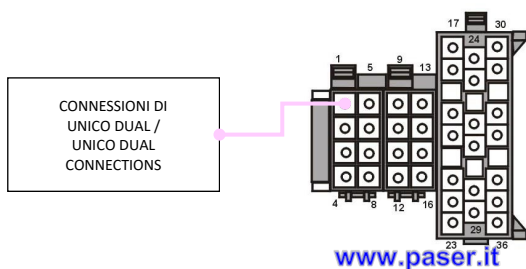 17 24 30
1 5 9 13
CONNESSIONI DI
UNICO DUAL /
UNICO DUAL
CONNECTIONS
4 8 12 16
23 29 36
www.paser.it